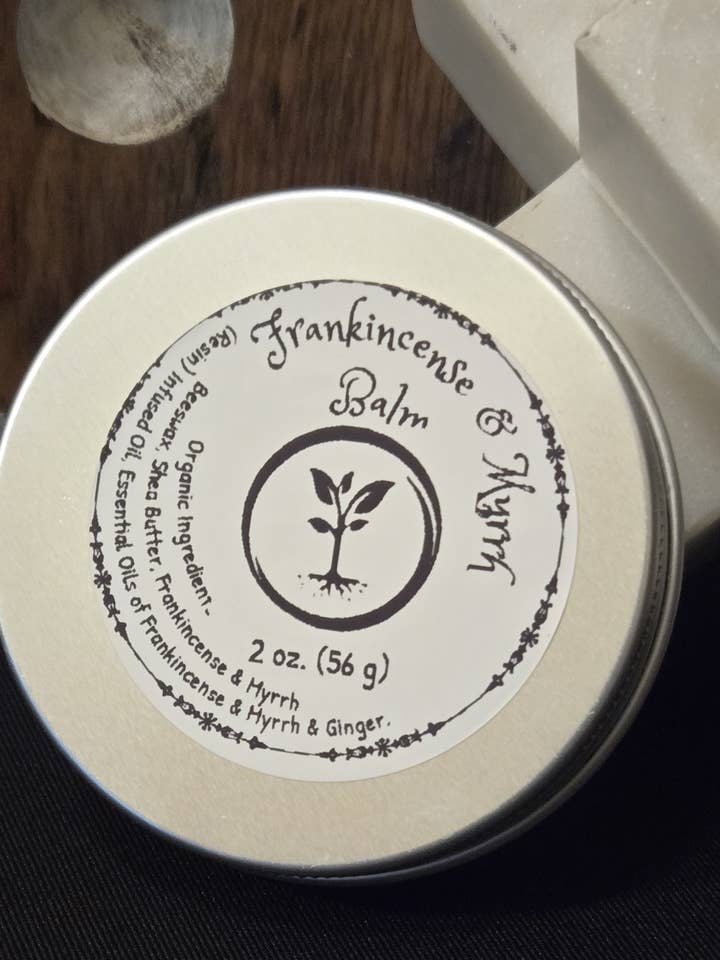 Frankincense & Myrrh
Balm
Organic Ingredient..
Beeswax, Shea Butter, Frankincense & Myrrh
(Resin) Infused Oil, Essential Oils of Frankincense & Myrrh & Ginger.
2 oz. (56 g)